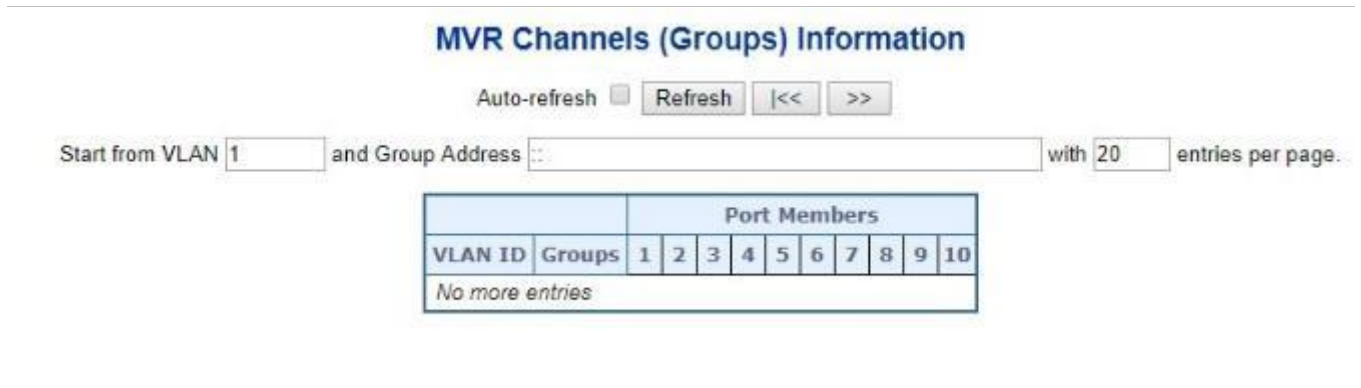 MVR Channels (Groups) Information
Auto-refresh Refresh |<< >>
Start from VLAN 1 and Group Address :: with 20 entries per page.
Port Members
VLAN ID Groups 1 2 3 4 5 6 7 8 9 10
No more entries